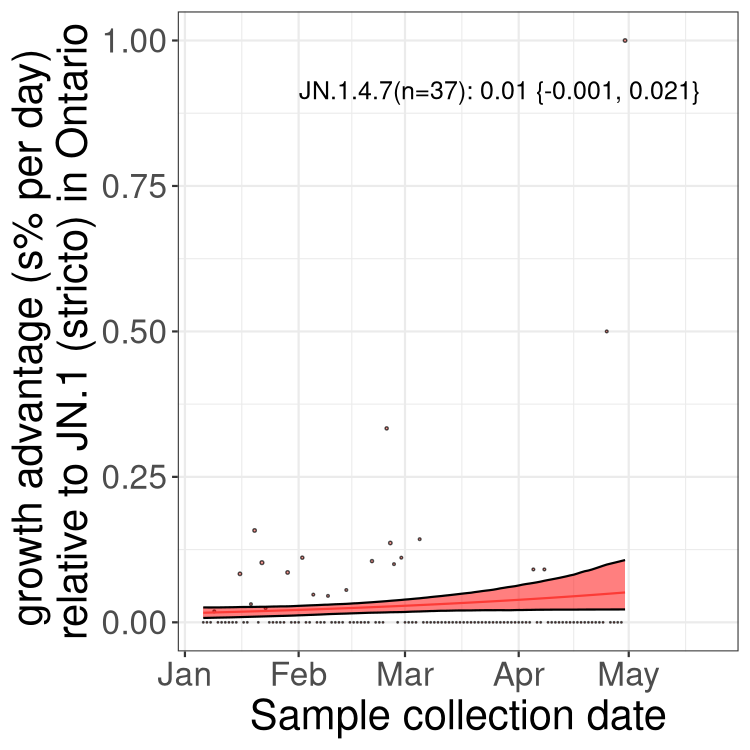 growth advantage (s% per day)
relative to JN.1 (stricto) in Ontario
1.00
0.75
0.50
0.25
0.00
JN.1.4.7(n=37): 0.01 {-0.001, 0.021}
Jan Feb Mar Apr May
Sample collection date